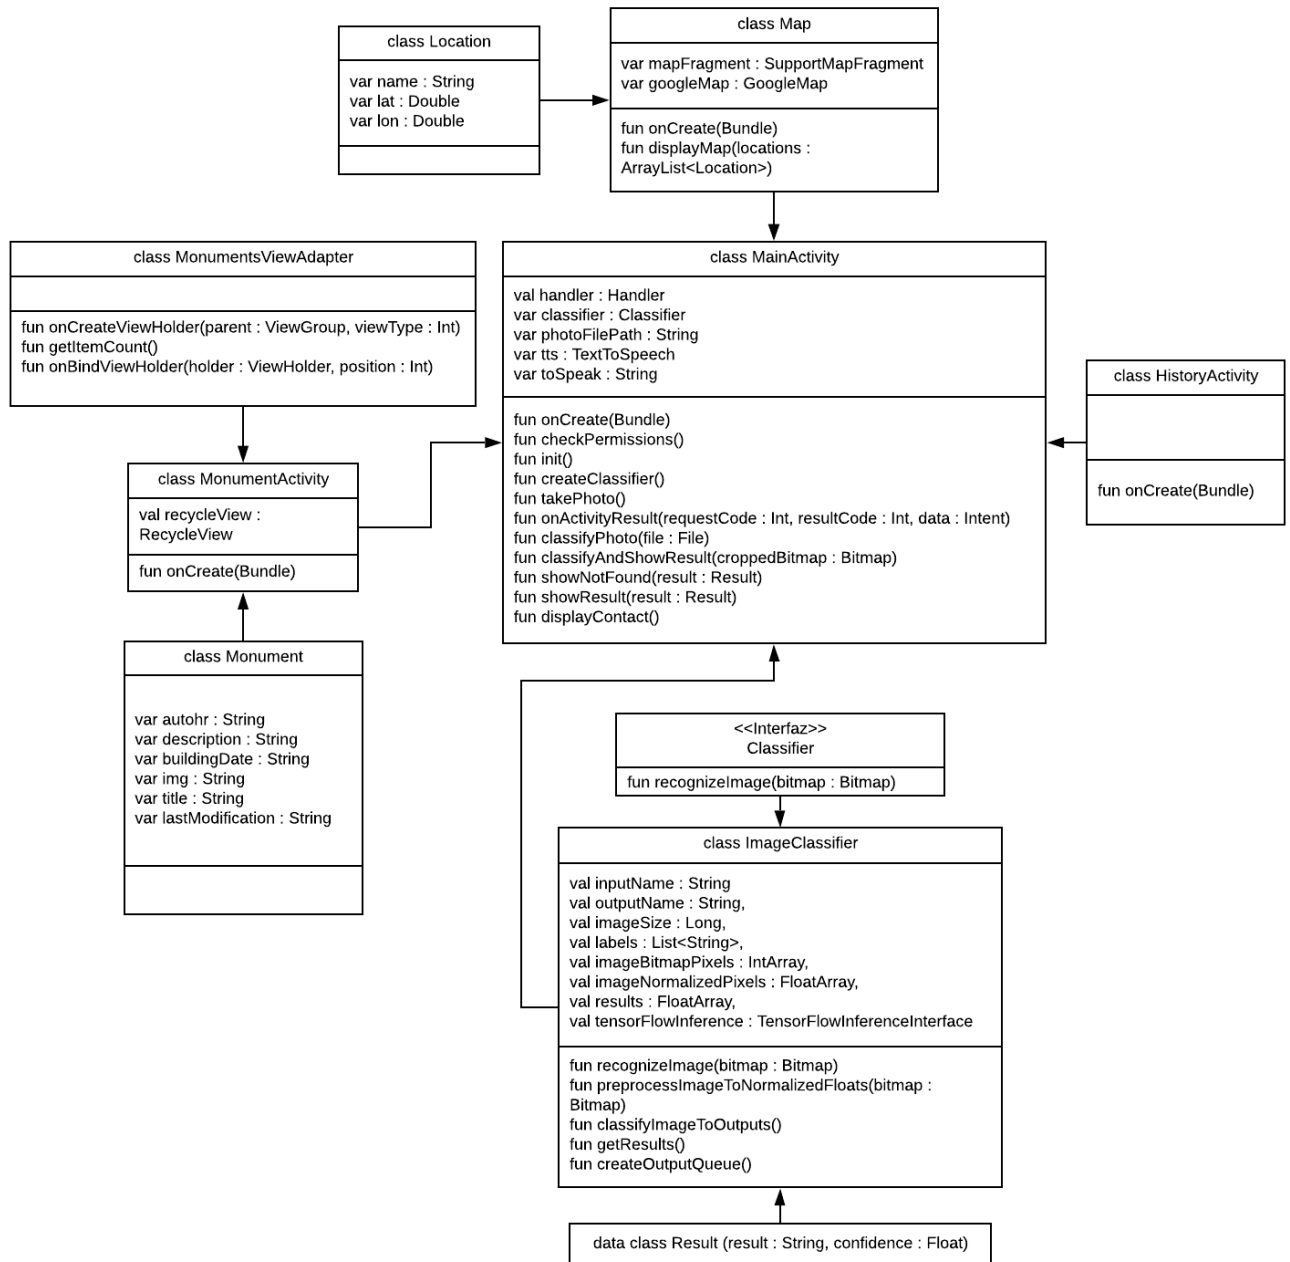 class Location
var name : String
var lat : Double
var lon : Double
class Map
var mapFragment : SupportMapFragment
var googleMap : GoogleMap
fun onCreate(Bundle)
fun displayMap(locations :
ArrayList<Location>)
class MonumentsViewAdapter
fun onCreateViewHolder(parent : ViewGroup, viewType : Int)
fun getItemCount()
fun onBindViewHolder(holder : ViewHolder, position : Int)
class MainActivity
val handler : Handler
var classifier : Classifier
var photoFilePath : String
var tts : TextToSpeech
var toSpeak : String
fun onCreate(Bundle)
fun checkPermissions()
fun init()
fun createClassifier()
fun takePhoto()
fun onActivityResult(requestCode : Int, resultCode : Int, data : Intent)
fun classifyPhoto(file : File)
fun classifyAndShowResult(croppedBitmap : Bitmap)
fun showNotFound(result : Result)
fun showResult(result : Result)
fun displayContact()
class HistoryActivity
fun onCreate(Bundle)
class MonumentActivity
val recycleView :
RecycleView
fun onCreate(Bundle)
class Monument
var autohr : String
var description : String
var buildingDate : String
var img : String
var title : String
var lastModification : String
<<Interfaz>>
Classifier
fun recognizeImage(bitmap : Bitmap)
class ImageClassifier
val inputName : String
val outputName : String,
val imageSize : Long,
val labels : List<String>,
val imageBitmapPixels : IntArray,
val imageNormalizedPixels : FloatArray,
val results : FloatArray,
val tensorFlowInference : TensorFlowInferenceInterface
fun recognizeImage(bitmap : Bitmap)
fun preprocessImageToNormalizedFloats(bitmap :
Bitmap)
fun classifyImageToOutputs()
fun getResults()
fun createOutputQueue()
data class Result (result : String, confidence : Float)